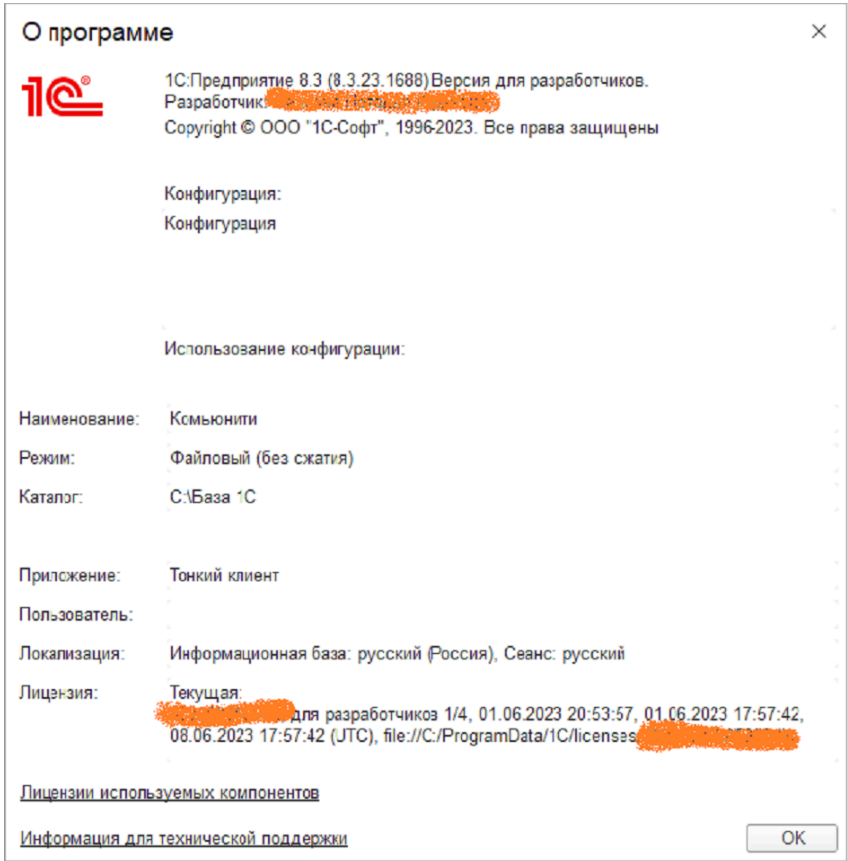 О программе
1С®
1С:Предприятие 8.3 (8.3.23.1688) Версия для разработчиков.
Разработчик:
Copyright © ООО "1С-Софт", 1996-2023. Все права защищены
Конфигурация:
Конфигурация
Использование конфигурации:
Наименование: Комьюнити
Режим: Файловый (без сжатия)
Каталог: C:\База 1С
Приложение: Тонкий клиент
Пользователь:
Локализация: Информационная база: русский (Россия), Сеанс: русский
Лицензия: Текущая:
для разработчиков 1/4, 01.06.2023 20:53:57, 01.06.2023 17:57:42,
08.06.2023 17:57:42 (UTC), file://C:/ProgramData/1C/licenses
Лицензии используемых компонентов
Информация для технической поддержки
OK